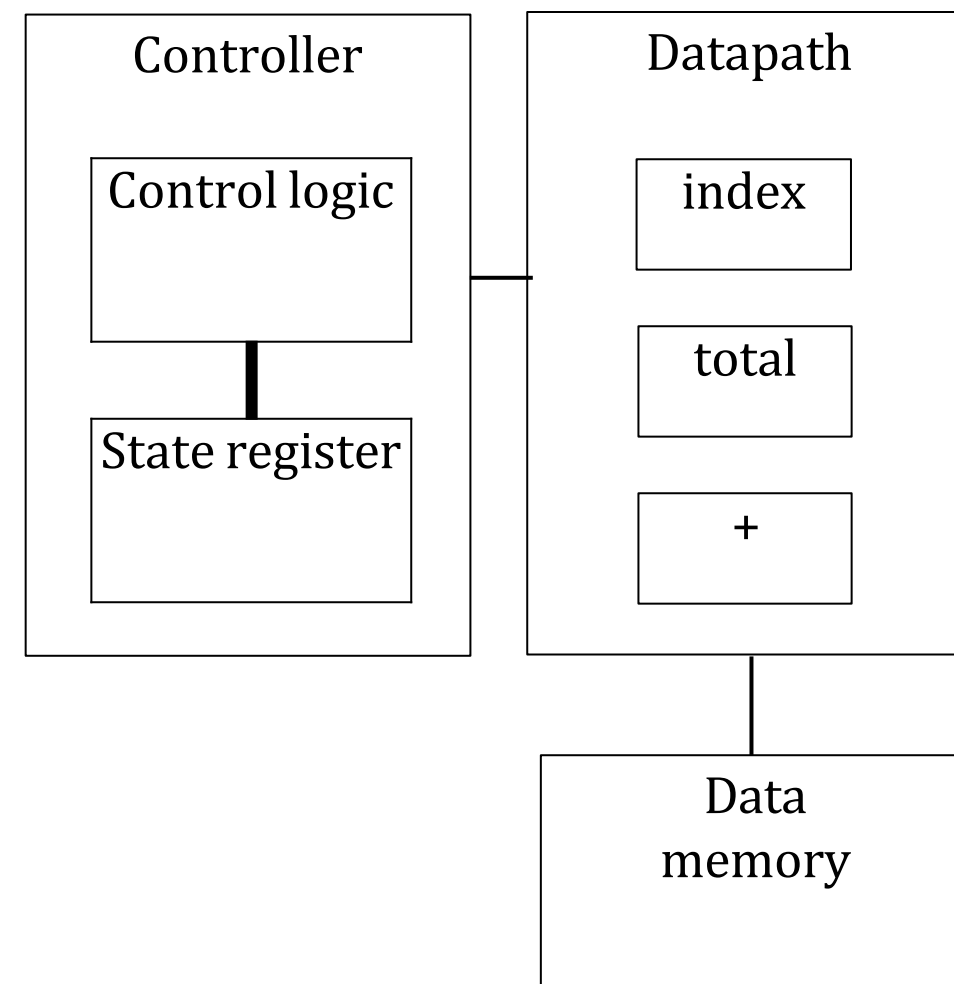 Controller
Control logic
State register
Datapath
index
total
+
Data
memory